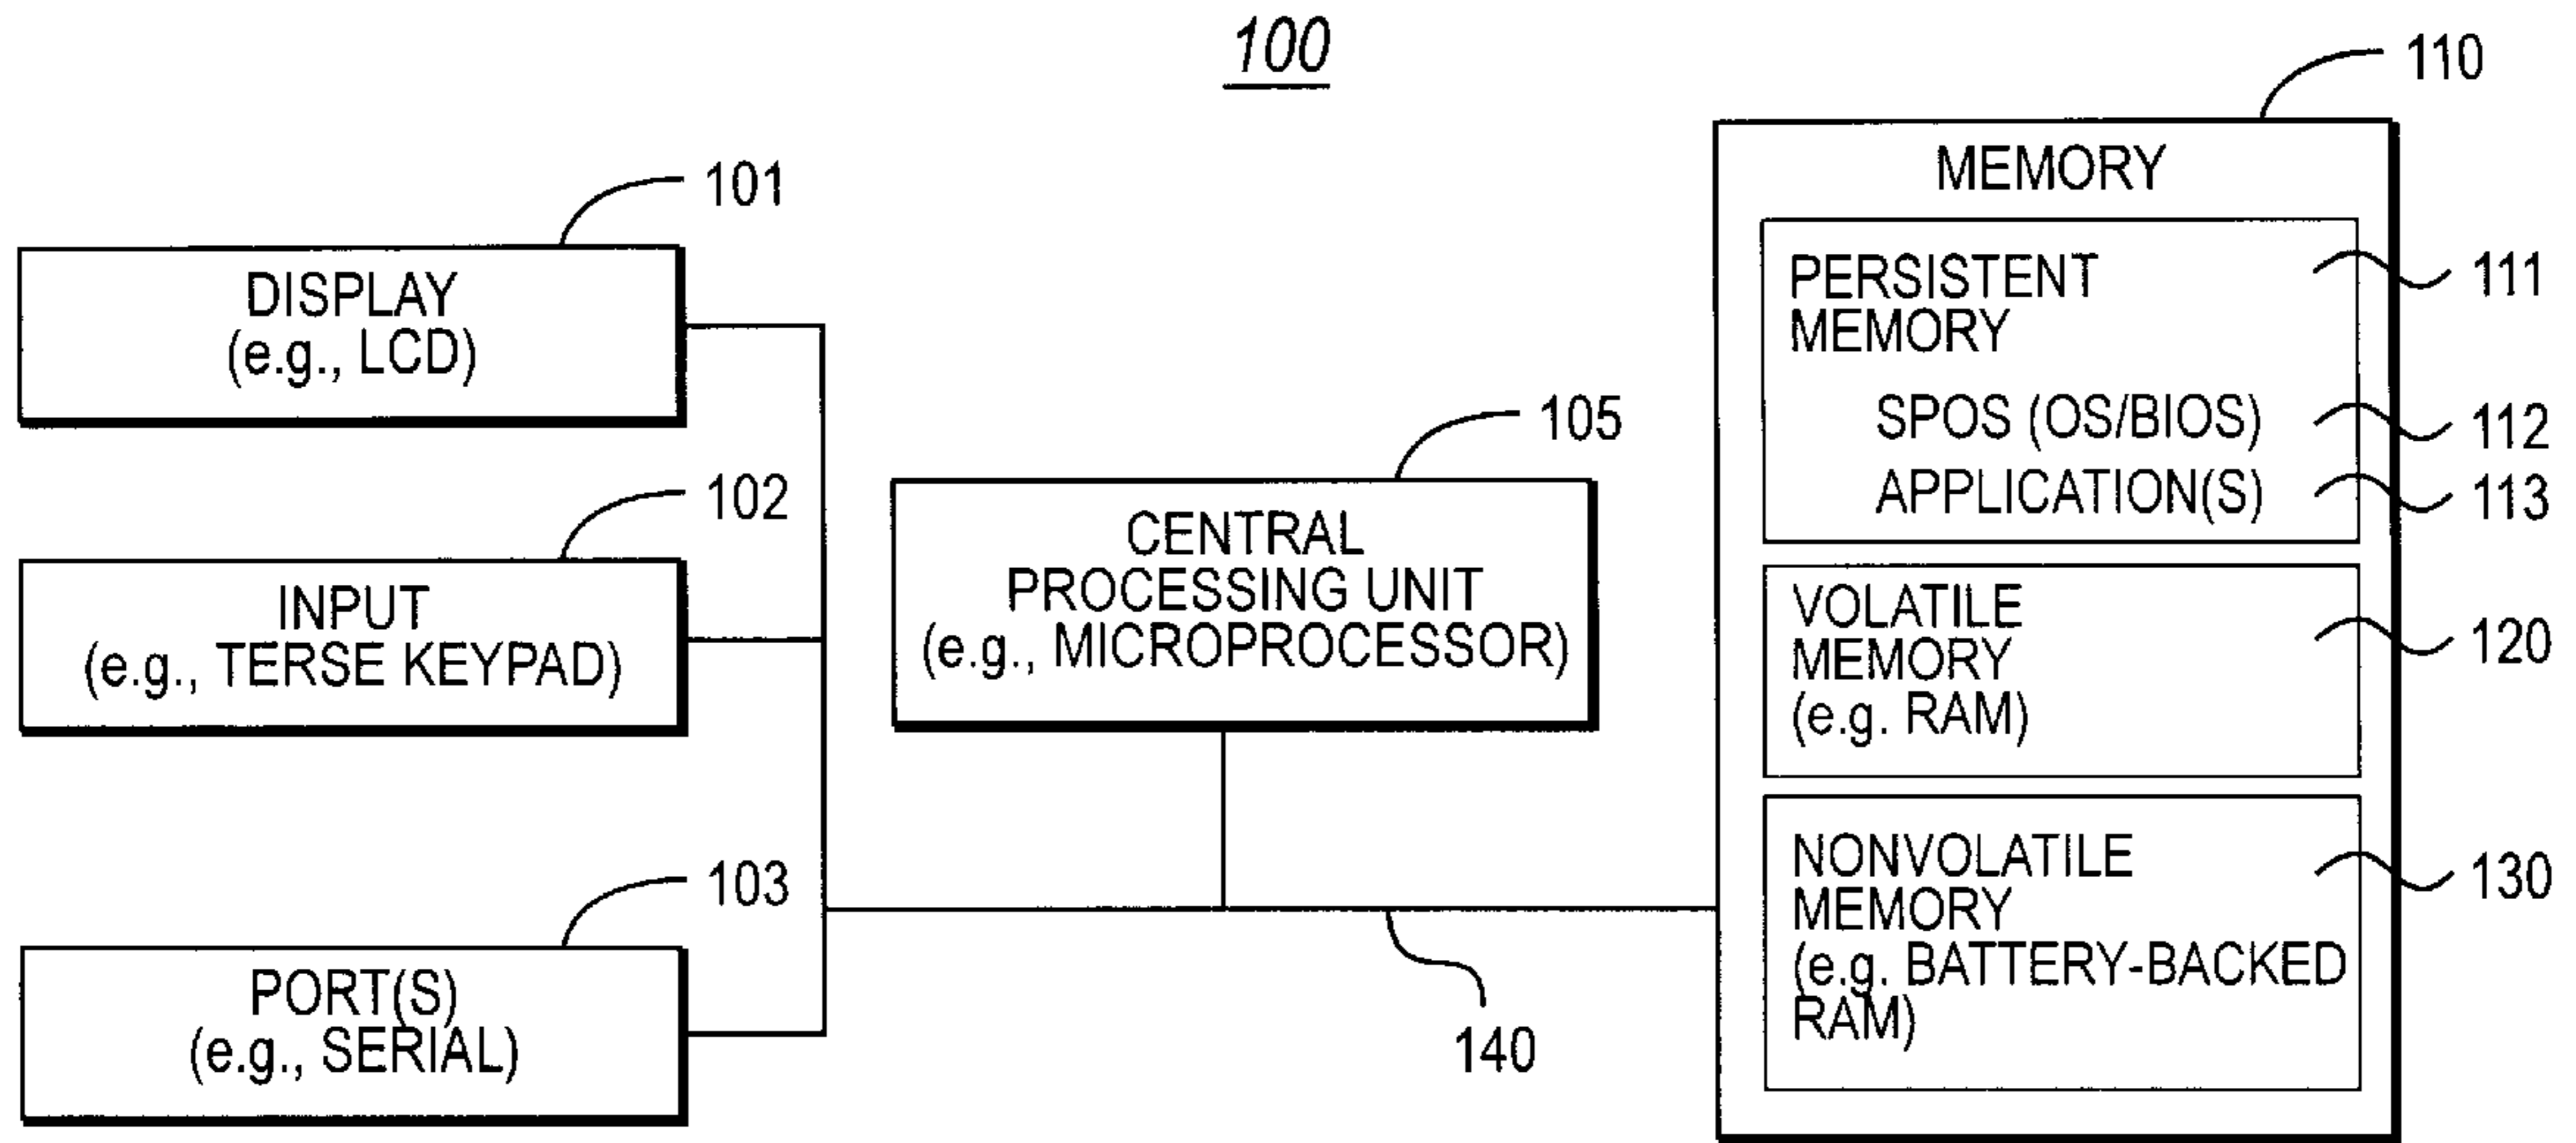 100
101
DISPLAY
(e.g., LCD)
102
INPUT
(e.g., TERSE KEYPAD)
103
PORT(S)
(e.g., SERIAL)
105
CENTRAL
PROCESSING UNIT
(e.g., MICROPROCESSOR)
140
110
MEMORY
PERSISTENT
MEMORY
111
SPOS (OS/BIOS)
112
APPLICATION(S)
113
VOLATILE
MEMORY
(e.g. RAM)
120
NONVOLATILE
MEMORY
(e.g. BATTERY-BACKED
RAM)
130